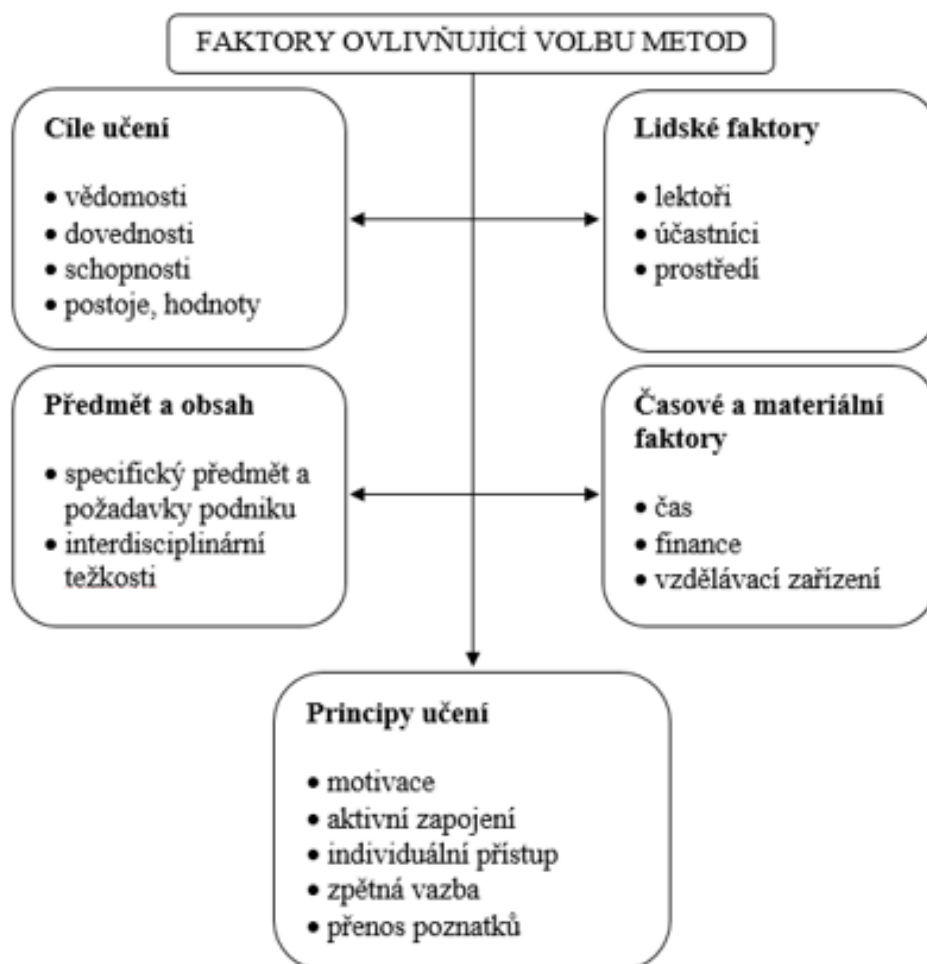 FAKTORY OVLIVŇUJÍCÍ VOLBU METOD
Cíle učení
• vědomosti
• dovednosti
• schopnosti
• postoje, hodnoty
Lidské faktory
• lektoři
• účastníci
• prostředí
Předmět a obsah
• specifický předmět a
požadavky podniku
• interdisciplinární
težkosti
Časové a materiální
faktory
• čas
• finance
• vzdělávací zařízení
Principy učení
• motivace
• aktivní zapojení
• individuální přístup
• zpětná vazba
• přenos poznatků